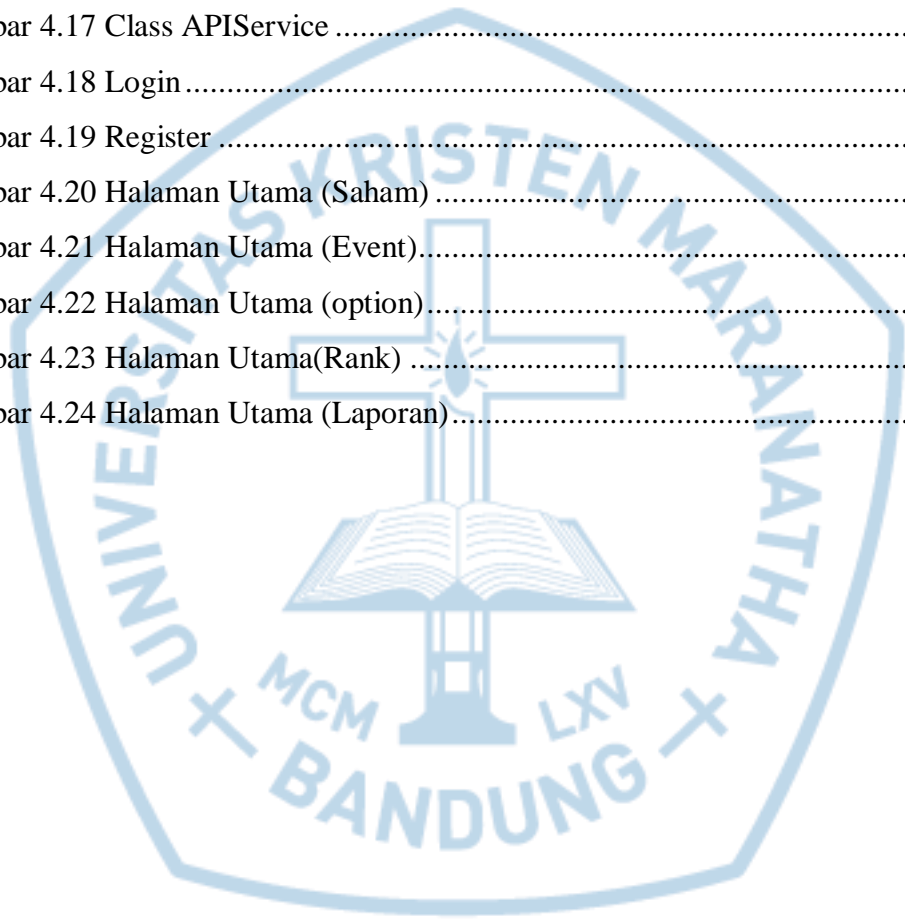 bar 4.17 Class APIService ........................................................................
bar 4.18 Login ........................................................................
bar 4.19 Register ........................................................................
bar 4.20 Halaman Utama (Saham) ........................................................................
bar 4.21 Halaman Utama (Event)........................................................................
bar 4.22 Halaman Utama (option)........................................................................
bar 4.23 Halaman Utama(Rank) ........................................................................
bar 4.24 Halaman Utama (Laporan)........................................................................
UNIVERSITAS KRISTEN MARANATHA
MCM LXV
BANDUNG